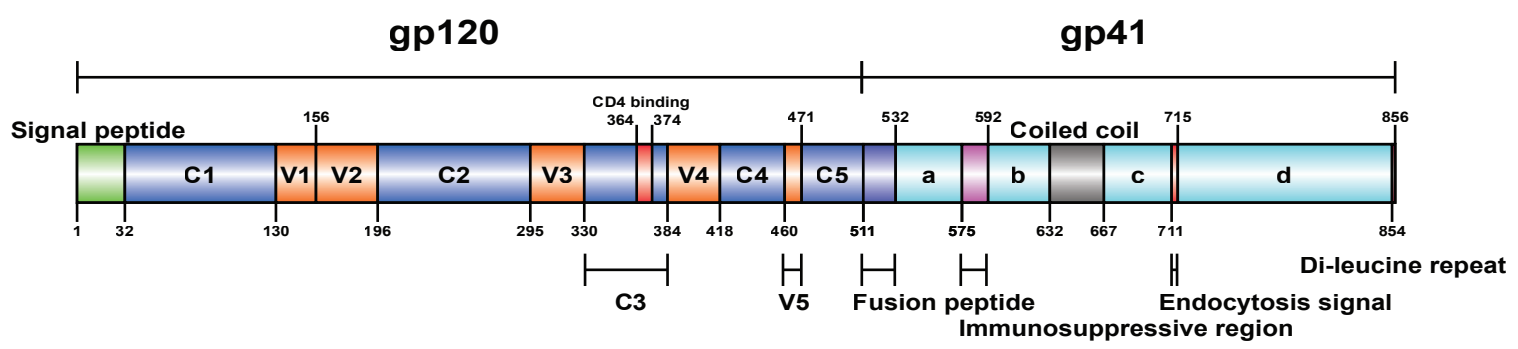 gp120 gp41
CD4 binding
156 364 374 471 532 592 715 856
Signal peptide Coiled coil
C1 V1 V2 C2 V3 V4 C4 C5 a b c d
1 32 130 196 295 330 384 418 460 511 575 632 667 711 854
Di-leucine repeat
C3 V5 Fusion peptide Endocytosis signal
Immunosuppressive region